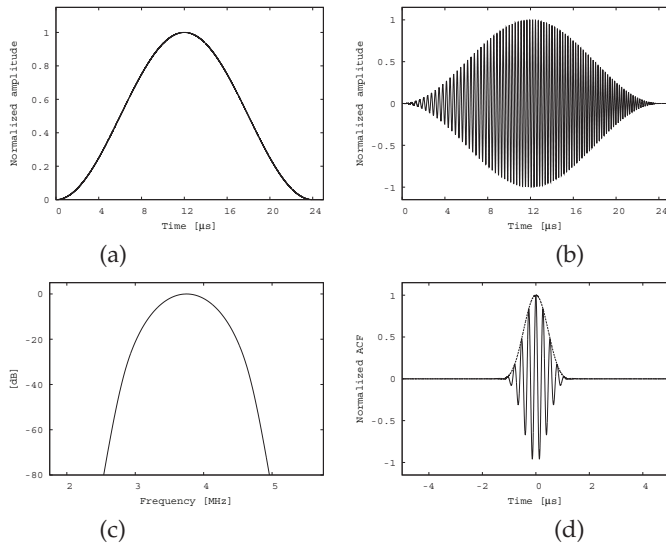 Normalized amplitude
1
0.8
0.6
0.4
0.2
0
0 4 8 12 16 20 24
Time [μs]
(a)
Normalized amplitude
1
0.5
0
-0.5
-1
0 4 8 12 16 20 24
Time [μs]
(b)
[dB]
0
-20
-40
-60
-80
2 3 4 5
Frequency [MHz]
(c)
Normalized ACF
1
0.5
0
-0.5
-1
-4 -2 0 2 4
Time [μs]
(d)